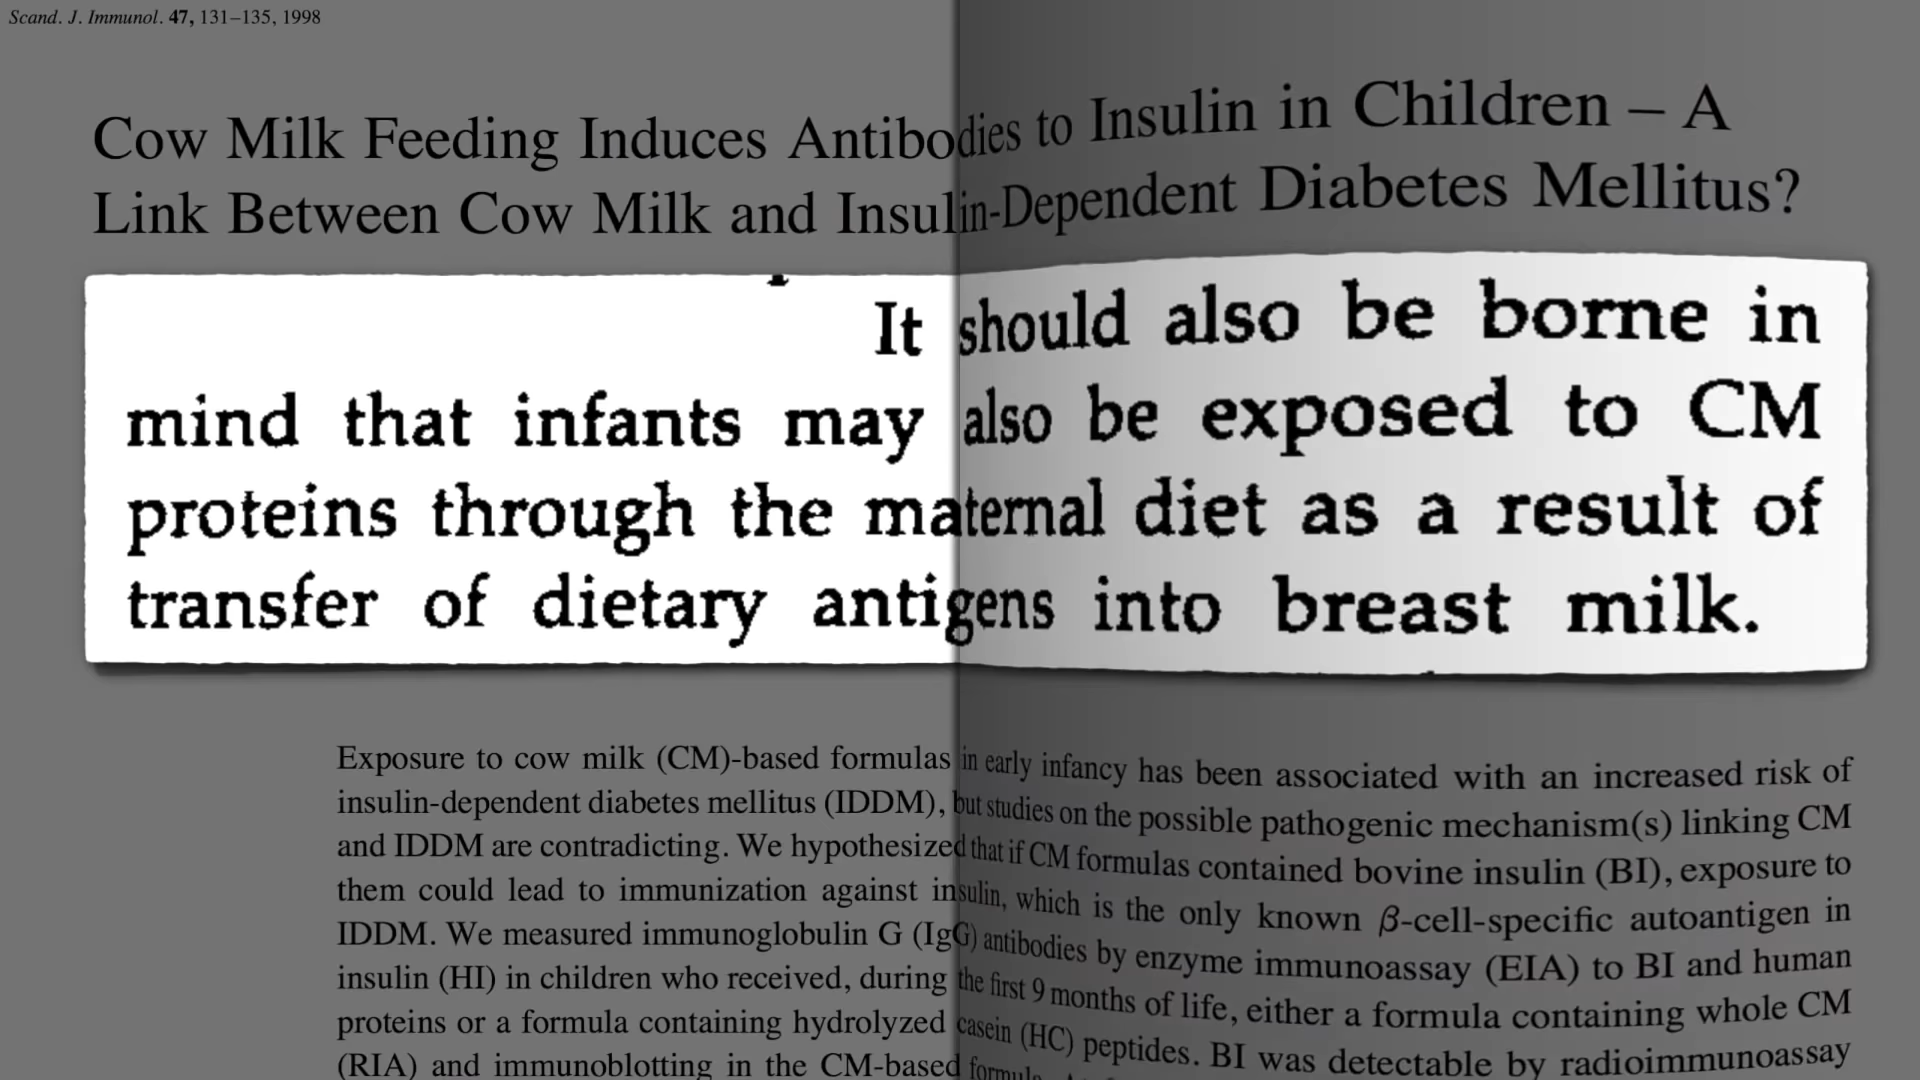 Scand. J. Immunol. 47, 131–135, 1998
Cow Milk Feeding Induces Antibodies to Insulin in Children – A
Link Between Cow Milk and Insulin-Dependent Diabetes Mellitus?
It should also be borne in
mind that infants may also be exposed to CM
proteins through the maternal diet as a result of
transfer of dietary antigens into breast milk.
Exposure to cow milk (CM)-based formulas in early infancy has been associated with an increased risk of
insulin-dependent diabetes mellitus (IDDM), but studies on the possible pathogenic mechanism(s) linking CM
and IDDM are contradicting. We hypothesized that if CM formulas contained bovine insulin (BI), exposure to
them could lead to immunization against insulin, which is the only known β-cell-specific autoantigen in
IDDM. We measured immunoglobulin G (IgG) antibodies by enzyme immunoassay (EIA) to BI and human
insulin (HI) in children who received, during the first 9 months of life, either a formula containing whole CM
proteins or a formula containing hydrolyzed casein (HC) peptides. BI was detectable by radioimmunoassay
(RIA) and immunoblotting in the CM-based